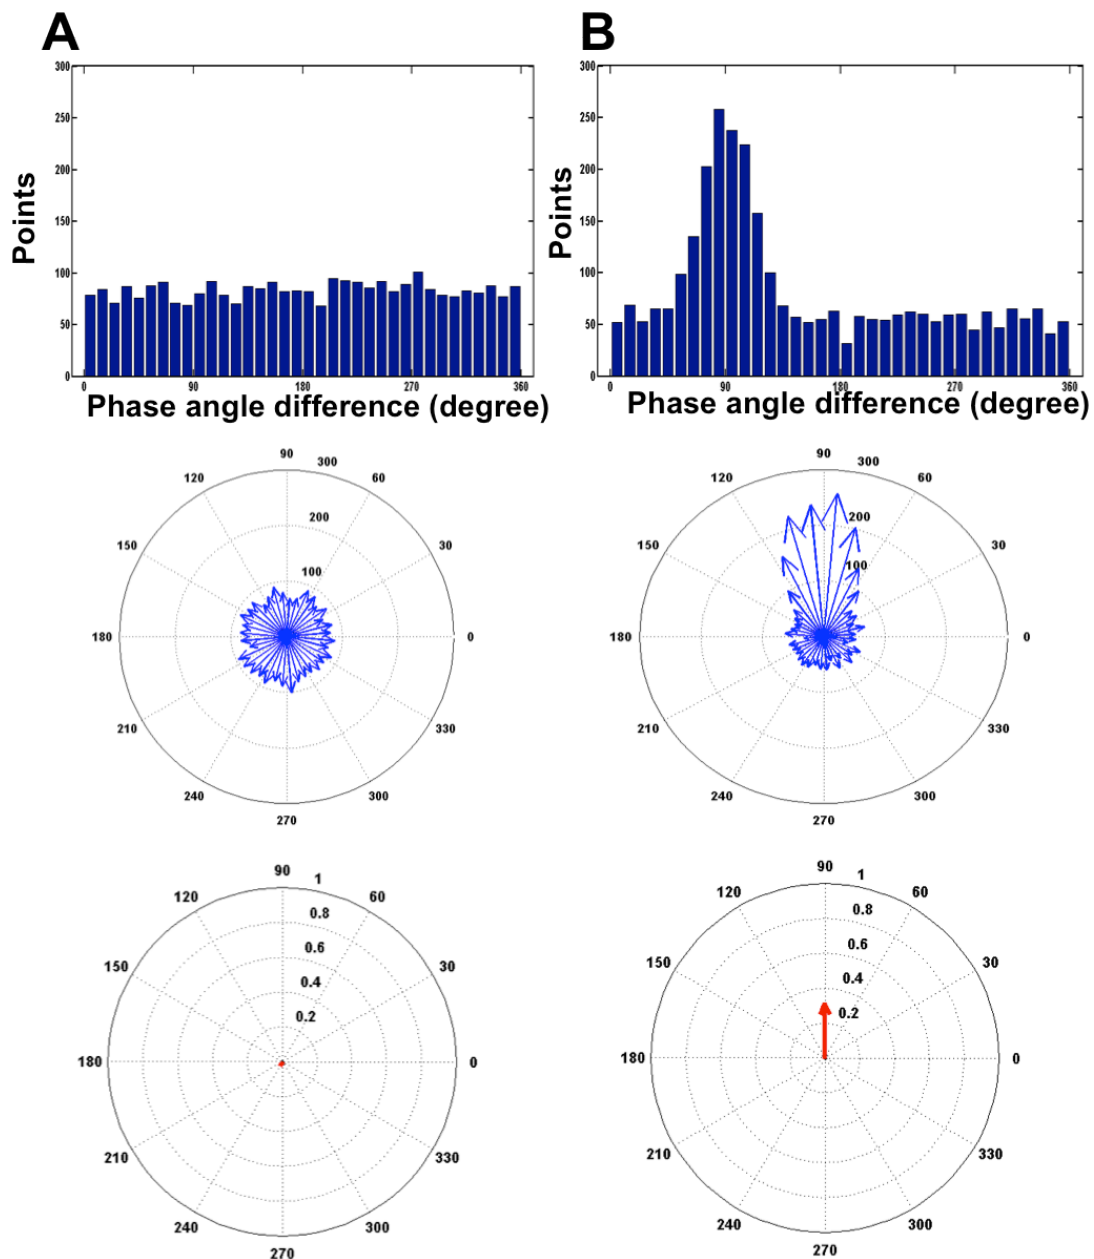 A B
300 300
250 250
200 200
150 150
100 100
50 50
0 0
Points Points
0 90 180 270 360 0 90 180 270 360
Phase angle difference (degree) Phase angle difference (degree)
90 300 90 300
120 60 120 60
200 200
150 30 150 30
100 100
180 0 180 0
210 330 210 330
240 300 240 300
270 270
90 1 90 1
120 60 120 60
0.8 0.8
0.6 0.6
150 30 150 30
0.4 0.4
0.2 0.2
180 0 180 0
210 330 210 330
240 300 240 300
270 270